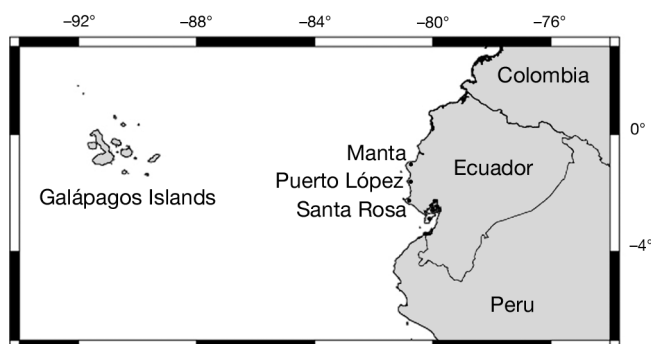 −92° −88° −84° −80° −76°
Colombia
0°
Manta
Ecuador
Puerto López
Galápagos Islands
Santa Rosa
−4°
Peru